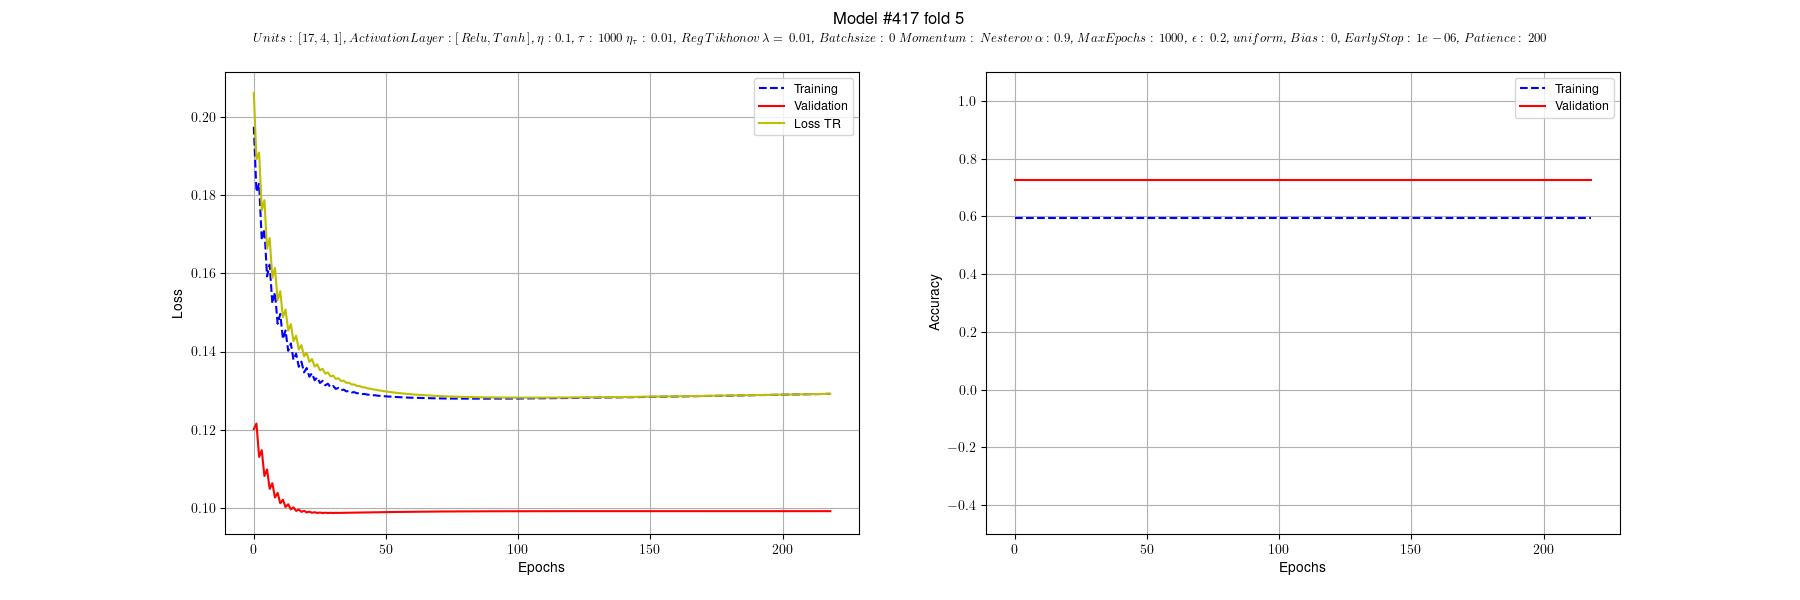 Model #417 fold 5
Units : [17, 4, 1], ActivationLayer : [ Relu, Tanh], η : 0.1, τ : 1000 ητ : 0.01, RegTikhonov λ = 0.01, Batchsize : 0 Momentum : Nesterov α : 0.9, MaxEpochs : 1000, ϵ : 0.2, uniform, Bias : 0, EarlyStop : 1e − 06, Patience : 200
Training
Validation
Loss TR
0.20
0.18
0.16
0.14
0.12
0.10
Loss
0 50 100 150 200
Epochs
Training
Validation
1.0
0.8
0.6
0.4
0.2
0.0
−0.2
−0.4
Accuracy
0 50 100 150 200
Epochs